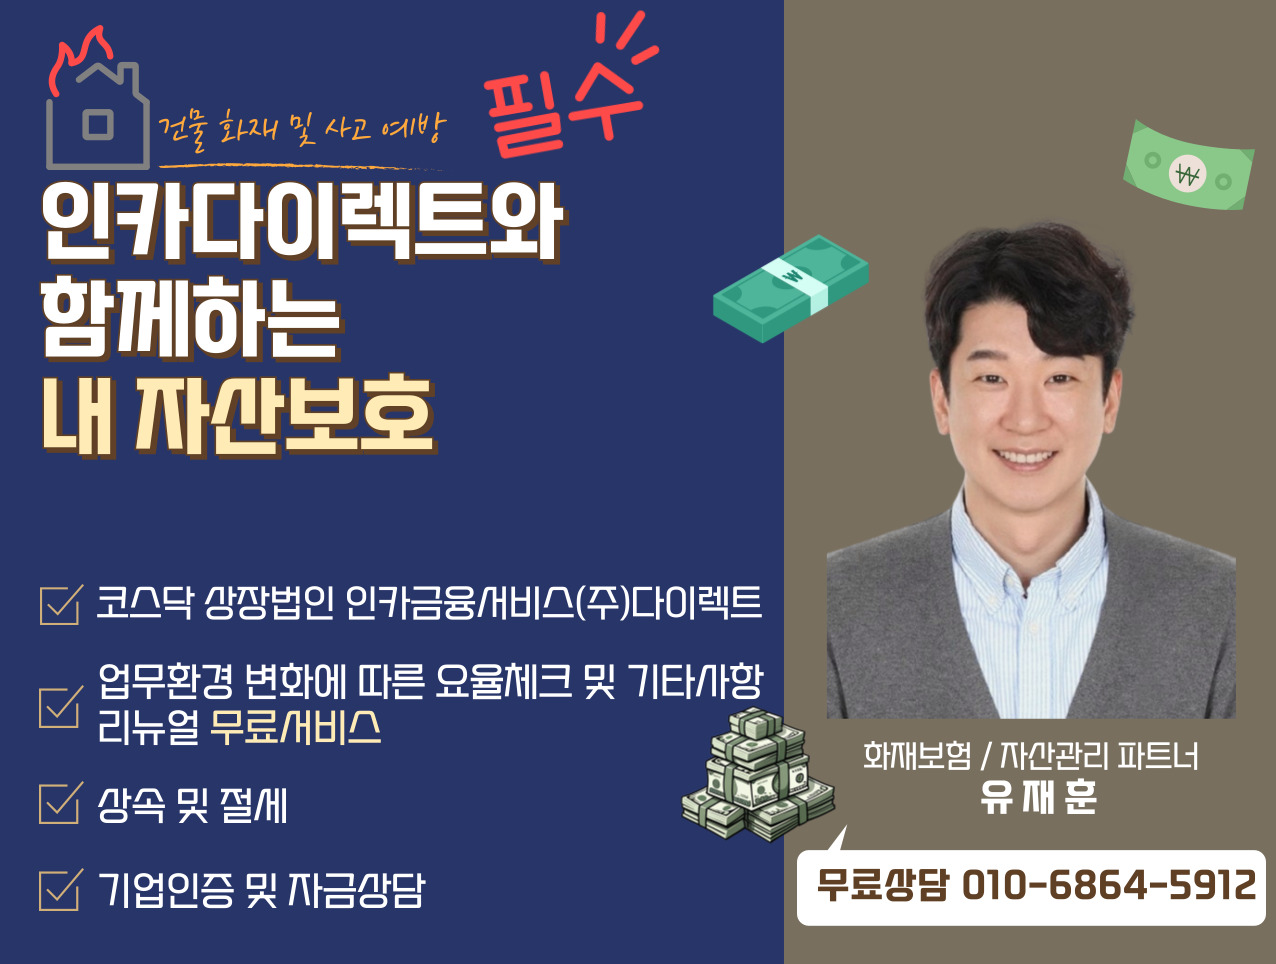 건물 화재 및 사고 예방
필수
인카다이렉트와
함께하는
내 자산보호
코스닥 상장법인 인카금융서비스(주)다이렉트
업무환경 변화에 따른 요율체크 및 기타사항
리뉴얼 무료서비스
상속 및 절세
기업인증 및 자금상담
화재보험 / 자산관리 파트너
유재훈
무료상담 010-6864-5912